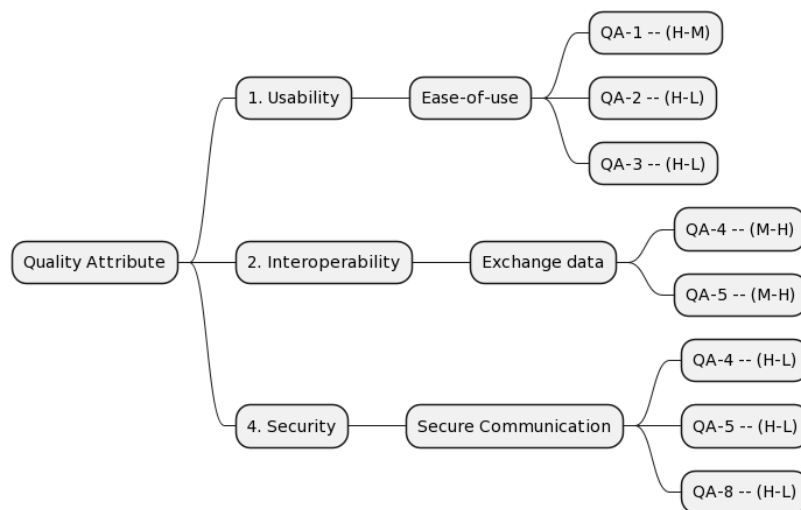 Quality Attribute
1. Usability
Ease-of-use
QA-1 -- (H-M)
QA-2 -- (H-L)
QA-3 -- (H-L)
2. Interoperability
Exchange data
QA-4 -- (M-H)
QA-5 -- (M-H)
4. Security
Secure Communication
QA-4 -- (H-L)
QA-5 -- (H-L)
QA-8 -- (H-L)